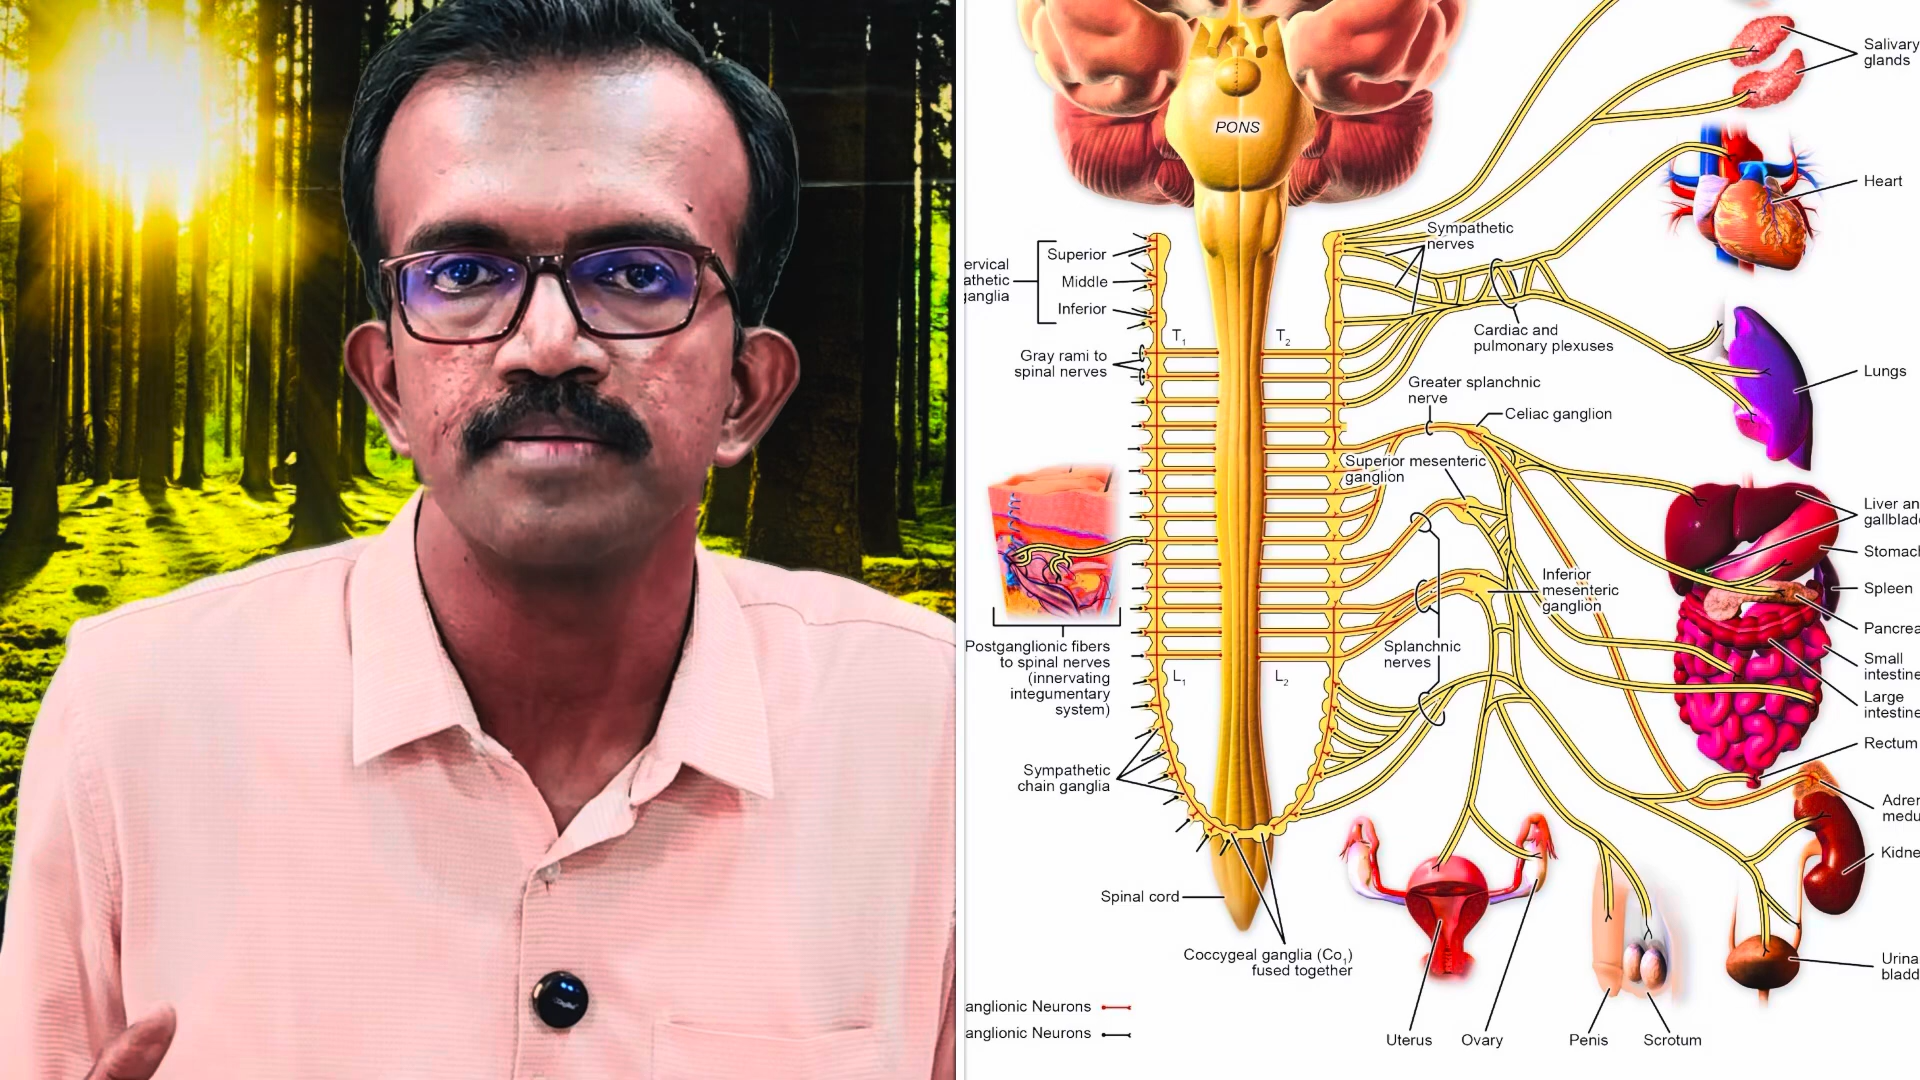 PONS
Salivary
glands
Heart
Sympathetic
nerves
Superior
ervical
Middle
athetic
ganglia
Inferior
Cardiac and
pulmonary plexuses
T1
T2
Gray rami to
spinal nerves
Lungs
Greater splanchnic
nerve
Celiac ganglion
Superior mesenteric
ganglion
Liver an
gallbladd
Stomach
Inferior
mesenteric
ganglion
Spleen
Pancrea
Postganglionic fibers
to spinal nerves
(innervating
integumentary
system)
Splanchnic
nerves
Small
intestine
L1
L2
Large
intestine
Rectum
Sympathetic
chain ganglia
Adren
medu
Kidne
Spinal cord
Coccygeal ganglia (Co1)
fused together
Urina
bladd
anglionic Neurons
anglionic Neurons
Uterus
Ovary
Penis
Scrotum